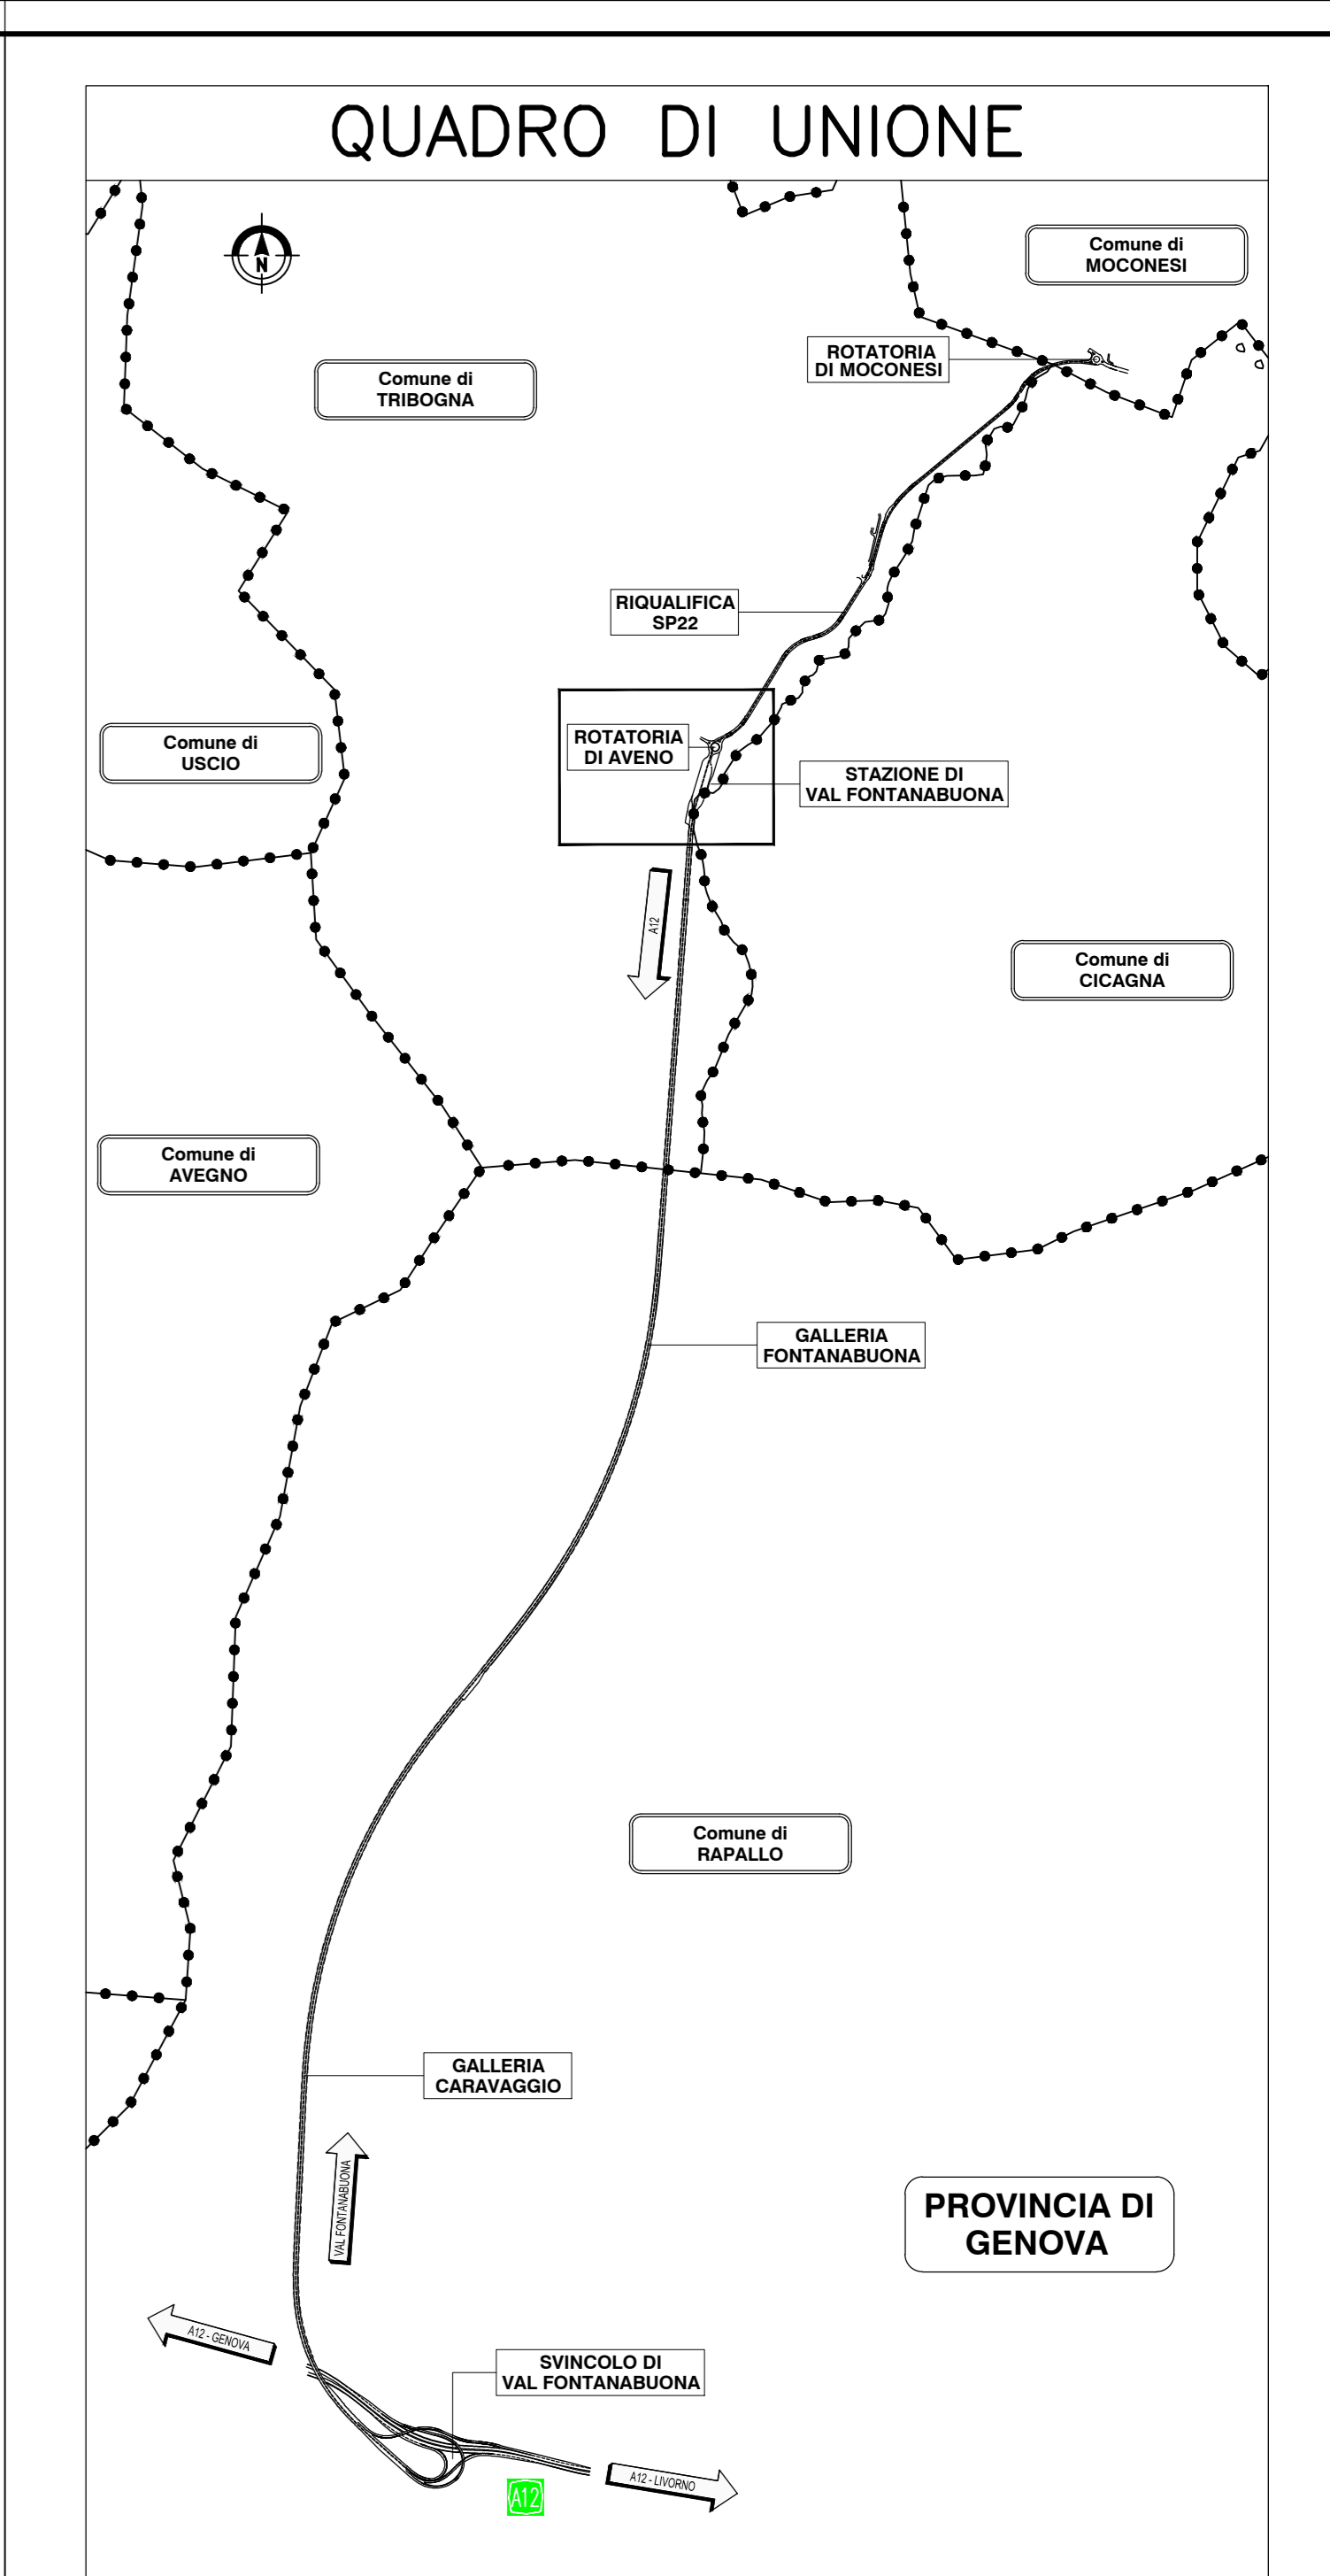 QUADRO DI UNIONE
Comune di
MOCONESI
N
ROTATORIA
DI MOCONESI
Comune di
TRIBOGNA
RIQUALIFICA
SP22
ROTATORIA
DI AVENO
Comune di
USCIO
STAZIONE DI
VAL FONTANABUONA
A12
Comune di
CICAGNA
Comune di
AVEGNO
GALLERIA
FONTANABUONA
Comune di
RAPALLO
GALLERIA
CARAVAGGIO
VAL FONTANABUONA
PROVINCIA DI
GENOVA
A12 - GENOVA
SVINCOLO DI
VAL FONTANABUONA
A12 - LIVORNO
A12